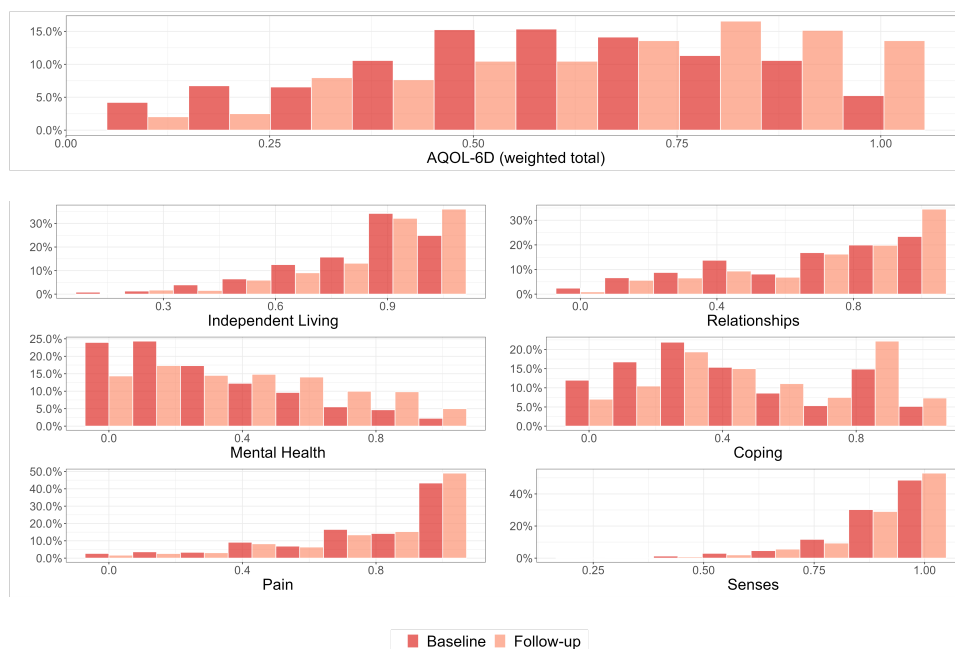 15.0%
10.0%
5.0%
0.0%
0.00 0.25 0.50 0.75 1.00
AQOL-6D (weighted total)
30%
20%
10%
0%
0.3 0.6 0.9
Independent Living
30%
20%
10%
0%
0.0 0.4 0.8
Relationships
25.0%
20.0%
15.0%
10.0%
5.0%
0.0%
0.0 0.4 0.8
Mental Health
20.0%
15.0%
10.0%
5.0%
0.0%
0.0 0.4 0.8
Coping
50.0%
40.0%
30.0%
20.0%
10.0%
0.0%
0.0 0.4 0.8
Pain
40%
20%
0%
0.25 0.50 0.75 1.00
Senses
Baseline Follow-up